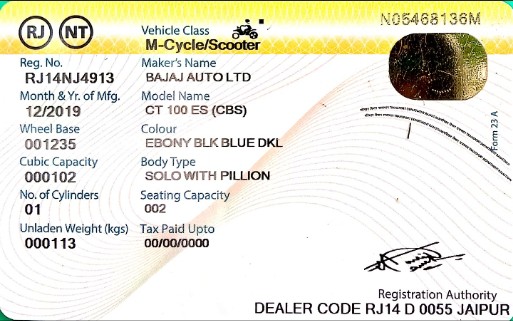 RJ NT
Vehicle Class
M-Cycle/Scooter
N05468136M
Reg. No.
RJ14NJ4913
Maker's Name
BAJAJ AUTO LTD
Month & Yr. of Mfg.
12/2019
Model Name
CT 100 ES (CBS)
Wheel Base
001235
Colour
EBONY BLK BLUE DKL
Cubic Capacity
000102
Body Type
SOLO WITH PILLION
No. of Cylinders
01
Seating Capacity
002
Unladen Weight (kgs)
000113
Tax Paid Upto
00/00/0000
Form 23 A
Registration Authority
DEALER CODE RJ14 D 0055 JAIPUR